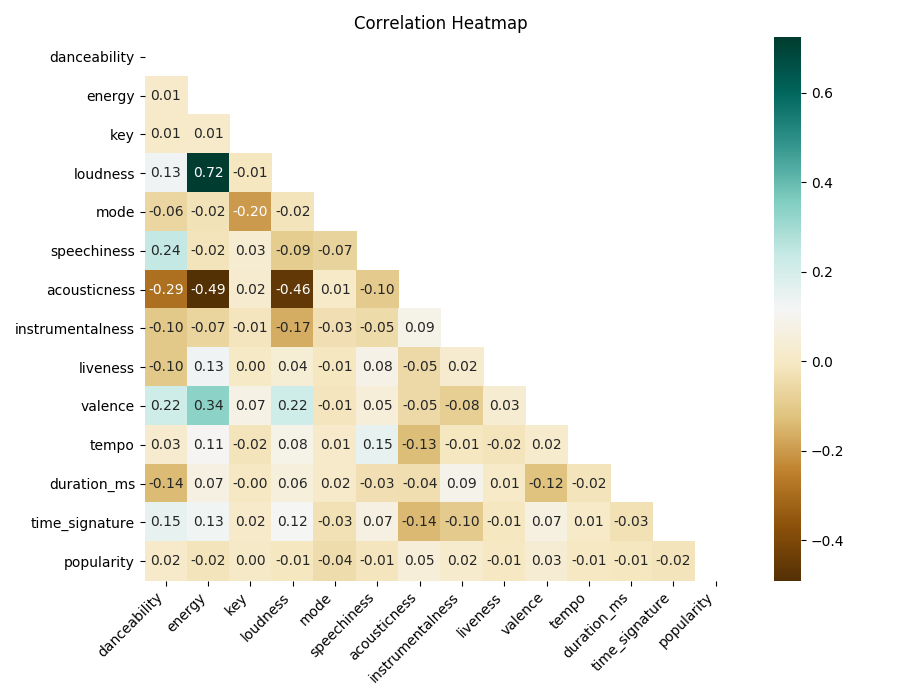 Correlation Heatmap
danceability
energy 0.01
key 0.01 0.01
loudness 0.13 0.72 -0.01
mode -0.06 -0.02 -0.20 -0.02
speechiness 0.24 -0.02 0.03 -0.09 -0.07
acousticness -0.29 -0.49 0.02 -0.46 0.01 -0.10
instrumentalness -0.10 -0.07 -0.01 -0.17 -0.03 -0.05 0.09
liveness -0.10 0.13 0.00 0.04 -0.01 0.08 -0.05 0.02
valence 0.22 0.34 0.07 0.22 -0.01 0.05 -0.05 -0.08 0.03
tempo 0.03 0.11 -0.02 0.08 0.01 0.15 -0.13 -0.01 -0.02 0.02
duration_ms -0.14 0.07 -0.00 0.06 0.02 -0.03 -0.04 0.09 0.01 -0.12 -0.02
time_signature 0.15 0.13 0.02 0.12 -0.03 0.07 -0.14 -0.10 -0.01 0.07 0.01 -0.03
popularity 0.02 -0.02 0.00 -0.01 -0.04 -0.01 0.05 0.02 -0.01 0.03 -0.01 -0.01 -0.02
danceability energy key loudness mode speechiness acousticness instrumentalness liveness valence tempo duration_ms time_signature popularity
0.6
0.4
0.2
0.0
−0.2
−0.4